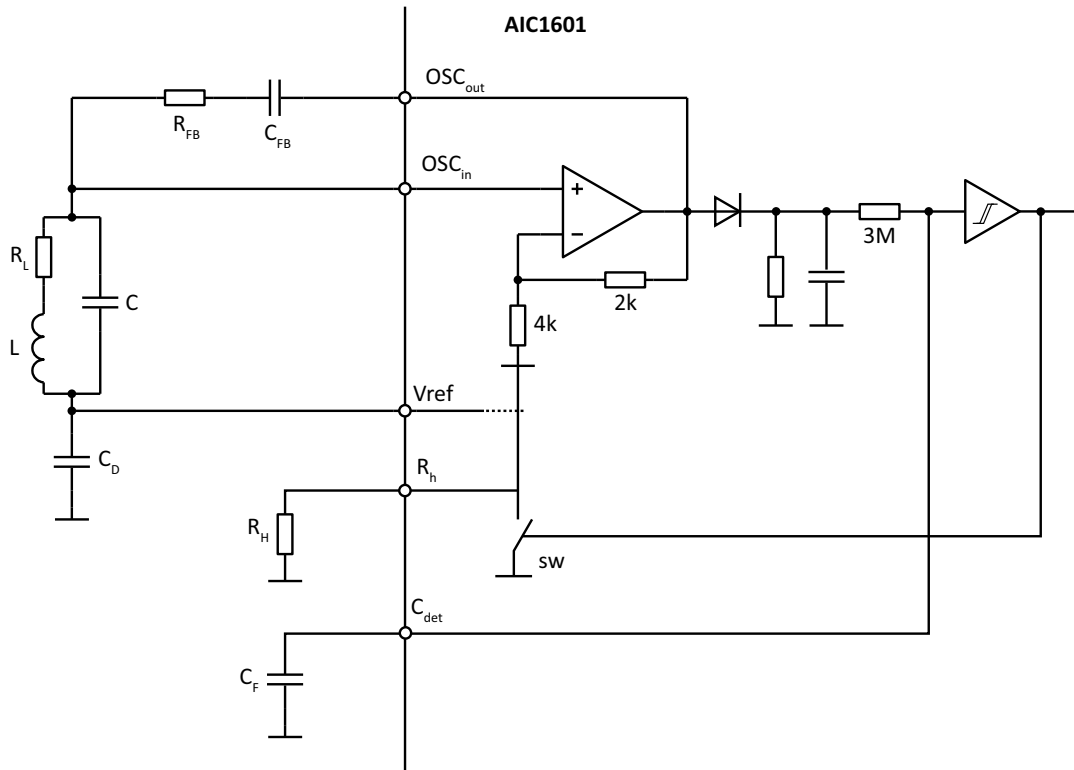 AIC1601
OSCout
RFB
CFB
OSCin
+
−
3M
RL
2k
C
4k
L
Vref
CD
Rh
RH
sw
Cdet
CF